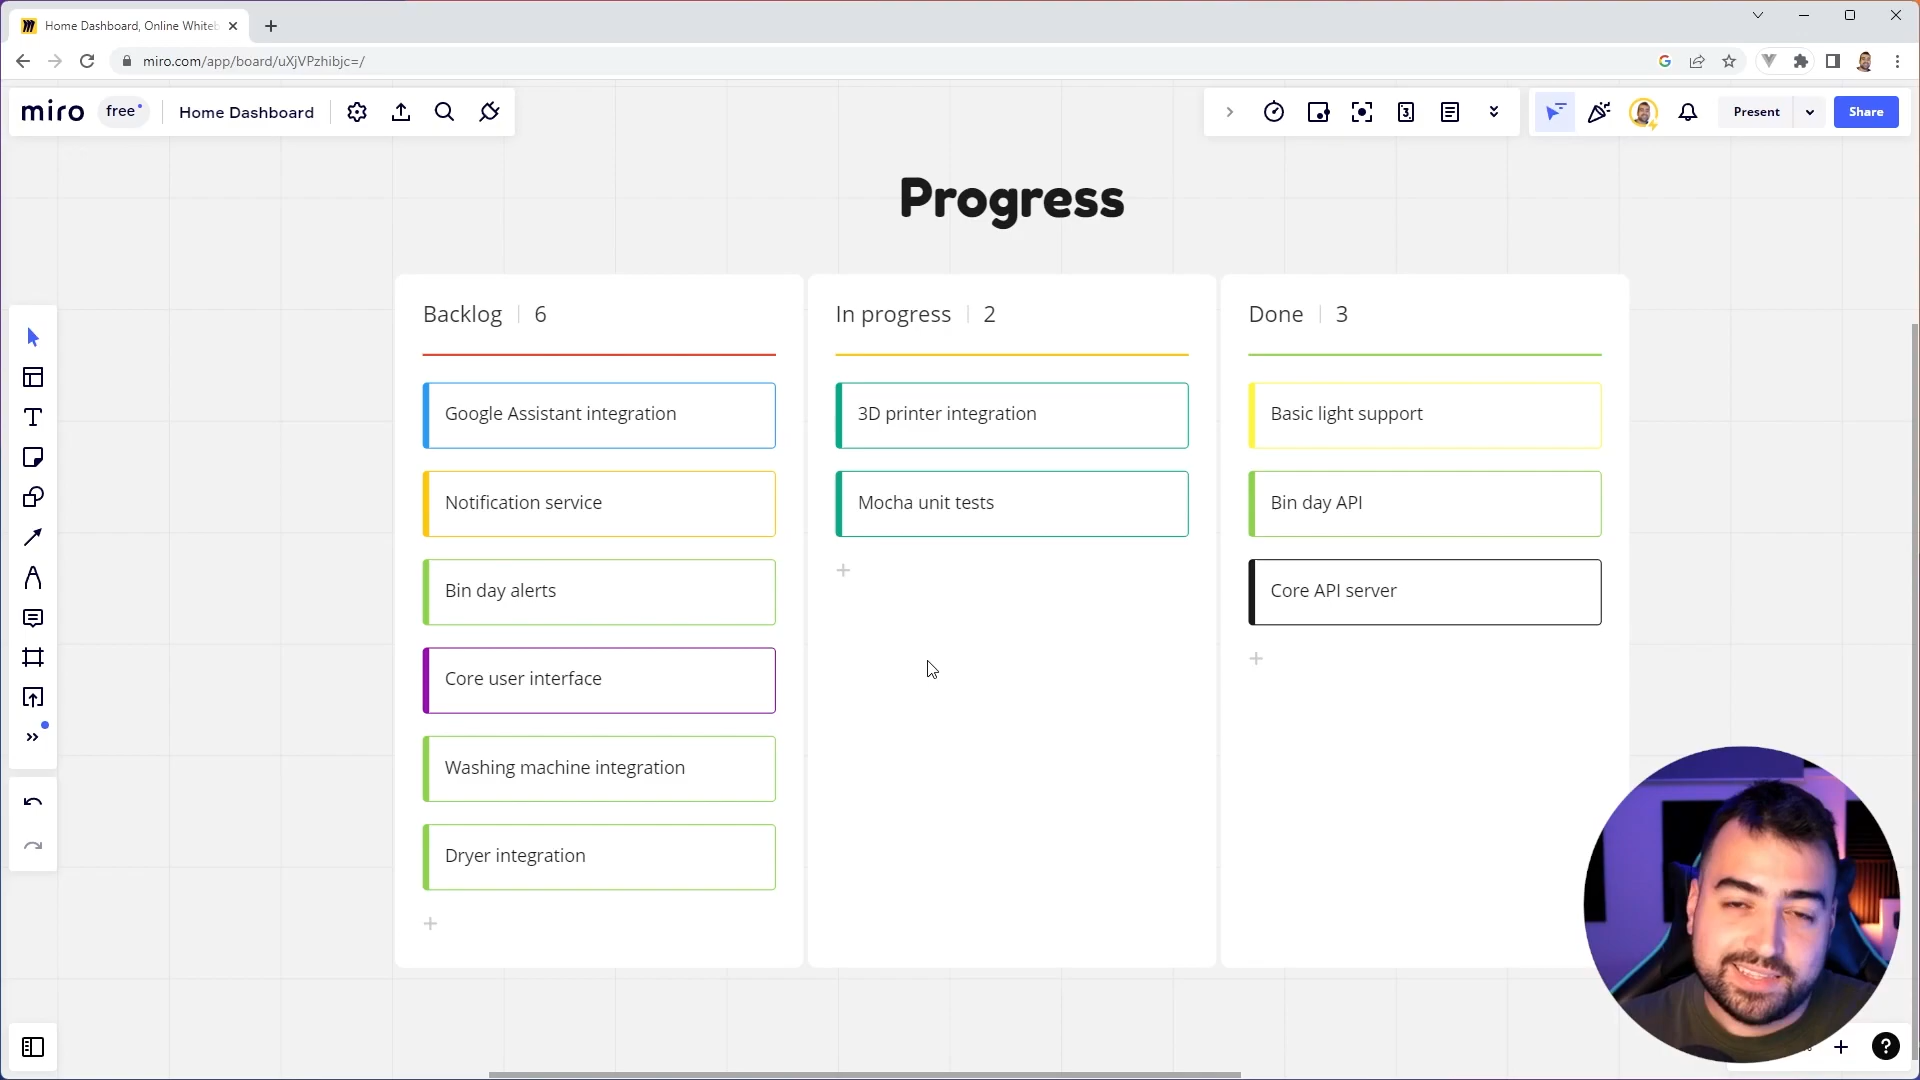 Home Dashboard, Online Whiteb
miro.com/app/board/uXjVPzhibjc=/
miro
free
Home Dashboard
3
Present
Share
Progress
Backlog 6
In progress 2
Done 3
Google Assistant integration
3D printer integration
Basic light support
Notification service
Mocha unit tests
Bin day API
Bin day alerts
Core API server
Core user interface
Washing machine integration
Dryer integration